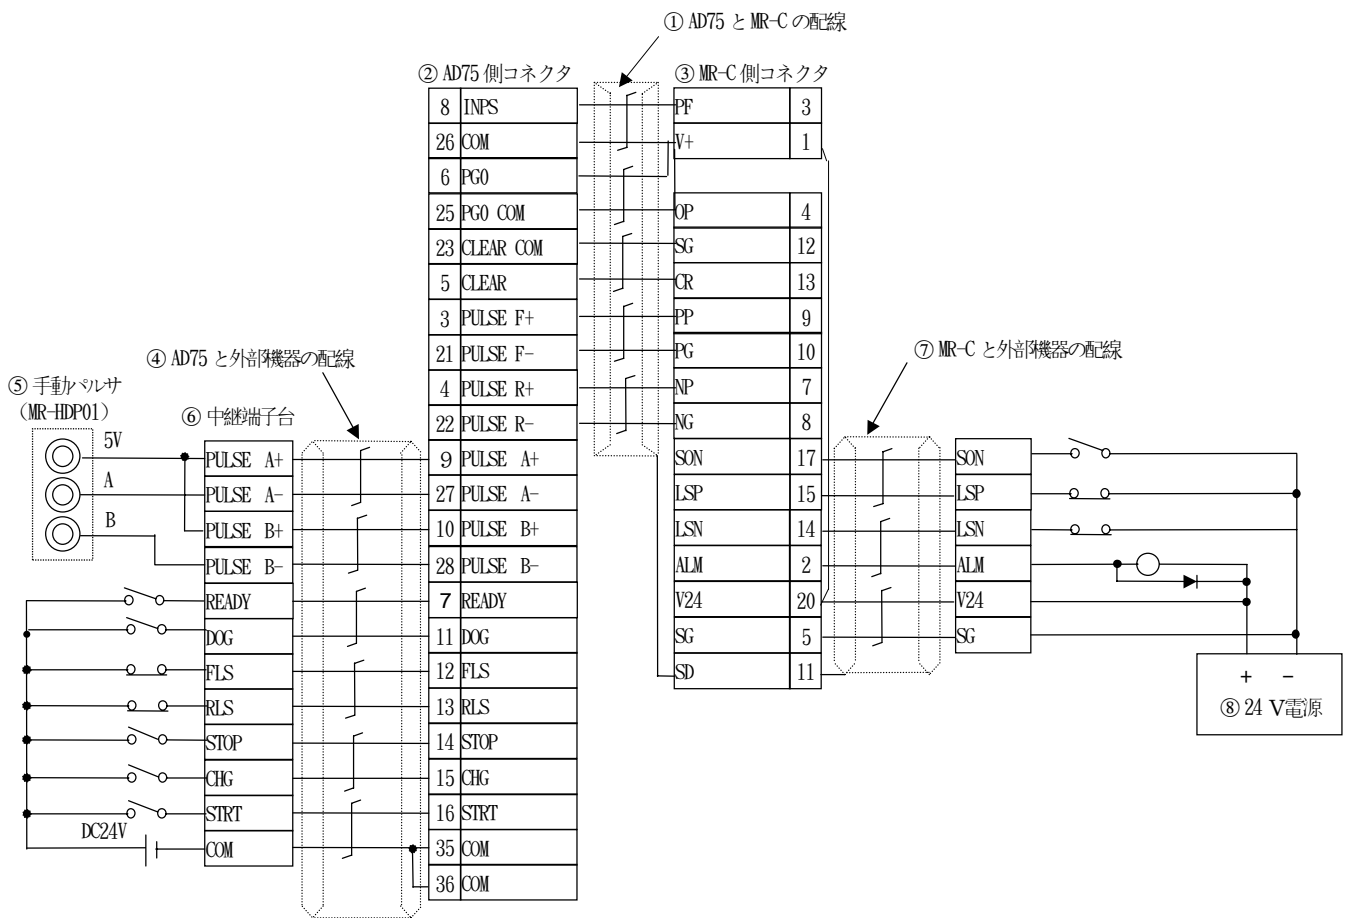 ① AD75 と MR-C の配線
② AD75 側コネクタ
③ MR-C 側コネクタ
8 INPS
26 COM
6 PG0
25 PG0 COM
23 CLEAR COM
5 CLEAR
3 PULSE F+
21 PULSE F-
4 PULSE R+
22 PULSE R-
9 PULSE A+
27 PULSE A-
10 PULSE B+
28 PULSE B-
7 READY
11 DOG
12 FLS
13 RLS
14 STOP
15 CHG
16 STRT
35 COM
36 COM
PF 3
V+ 1
OP 4
SG 12
CR 13
PP 9
PG 10
NP 7
NG 8
SON 17
LSP 15
LSN 14
ALM 2
V24 20
SG 5
SD 11
④ AD75 と外部機器の配線
⑤ 手動パルサ
（MR-HDP01）
5V
A
B
⑥ 中継端子台
PULSE A+
PULSE A-
PULSE B+
PULSE B-
READY
DOG
FLS
RLS
STOP
CHG
STRT
COM
DC24V
⑦ MR-C と外部機器の配線
SON
LSP
LSN
ALM
V24
SG
+ -
⑧ 24 V電源